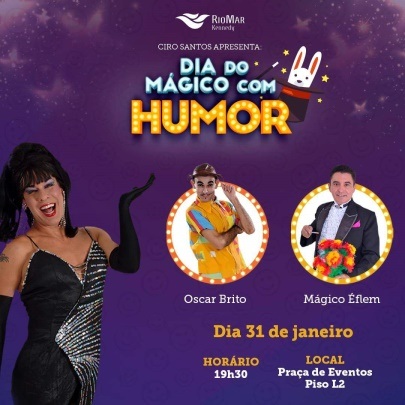 RioMar
Kennedy
CIRO SANTOS APRESENTA:
DIA DO
MÁGICO COM
HUMOR
Oscar Brito
Mágico Éflem
Dia 31 de janeiro
HORÁRIO
19h30
LOCAL
Praça de Eventos
Piso L2